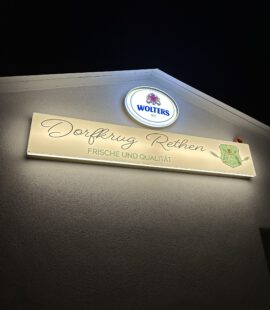 WOLTERS
Dorfkrug Rethen
FRISCHE UND QUALITÄT